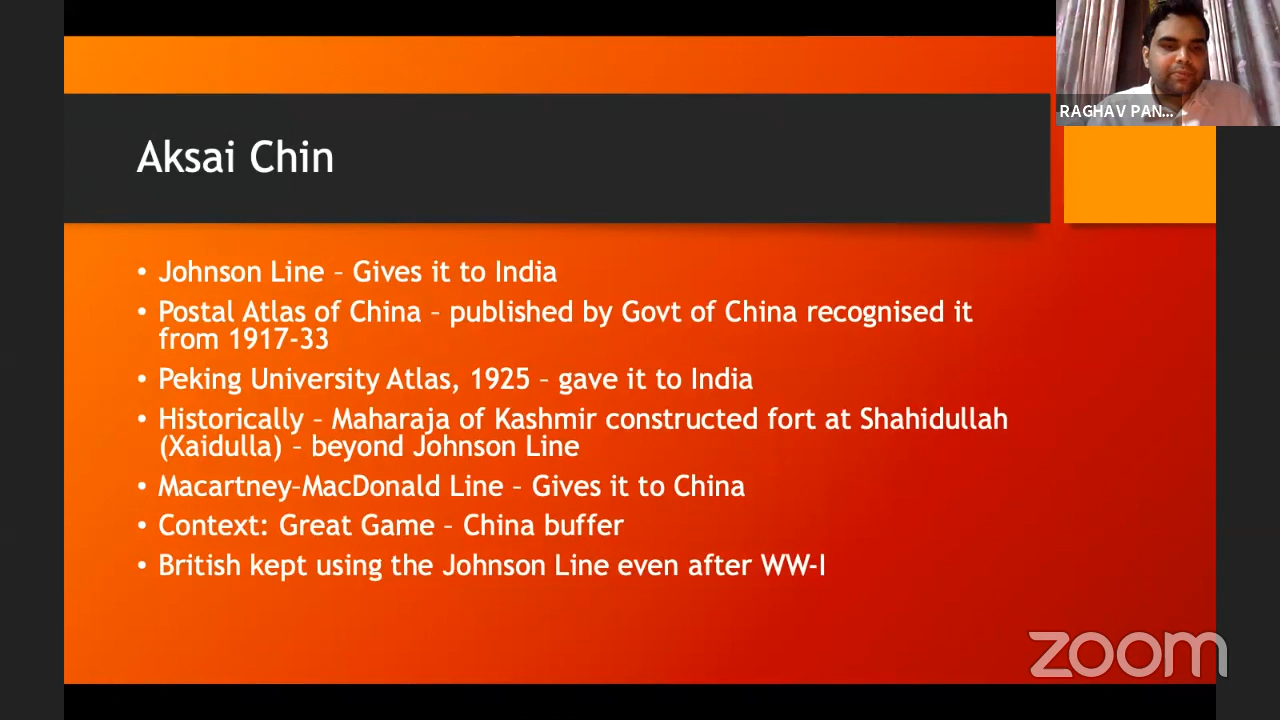 RAGHAV PAN...
Aksai Chin
• Johnson Line – Gives it to India
• Postal Atlas of China – published by Govt of China recognised it
from 1917-33
• Peking University Atlas, 1925 – gave it to India
• Historically – Maharaja of Kashmir constructed fort at Shahidullah
(Xaidulla) – beyond Johnson Line
• Macartney–MacDonald Line – Gives it to China
• Context: Great Game – China buffer
• British kept using the Johnson Line even after WW-I
zoom